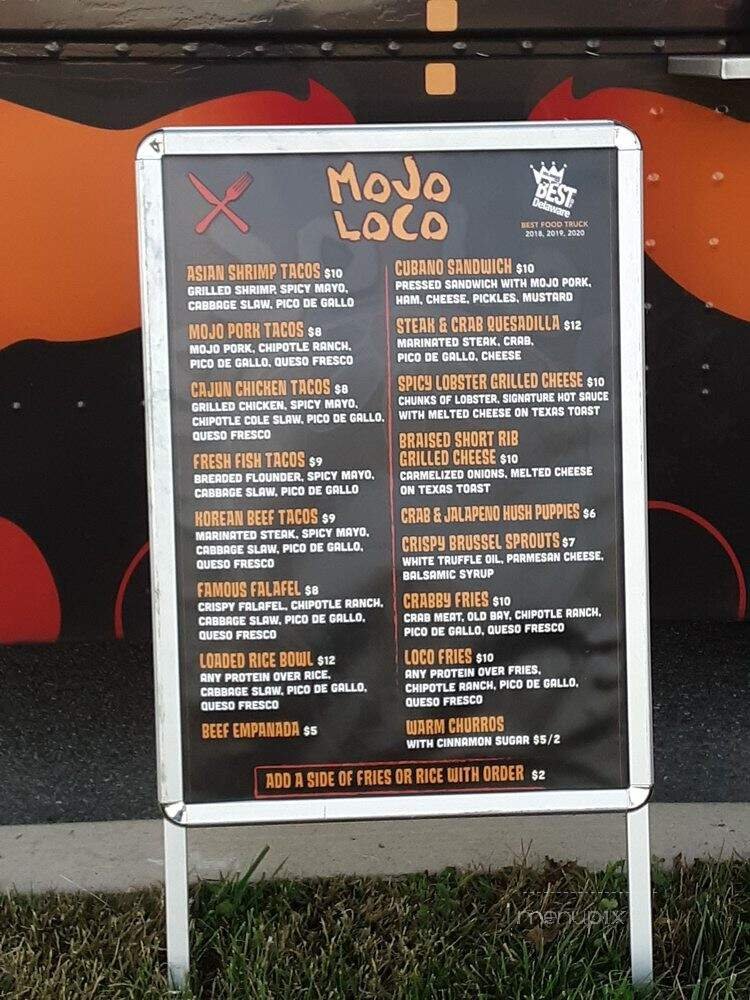 MOJO
LOCO
BEST
Delaware
BEST FOOD TRUCK
2018, 2019, 2020
ASIAN SHRIMP TACOS $10
GRILLED SHRIMP, SPICY MAYO,
CABBAGE SLAW, PICO DE GALLO
MOJO PORK TACOS $8
MOJO PORK, CHIPOTLE RANCH,
PICO DE GALLO, QUESO FRESCO
CAJUN CHICKEN TACOS $8
GRILLED CHICKEN, SPICY MAYO,
CHIPOTLE COLE SLAW, PICO DE GALLO,
QUESO FRESCO
FRESH FISH TACOS $9
BREADED FLOUNDER, SPICY MAYO,
CABBAGE SLAW, PICO DE GALLO
KOREAN BEEF TACOS $9
MARINATED STEAK, SPICY MAYO,
CABBAGE SLAW, PICO DE GALLO,
QUESO FRESCO
FAMOUS FALAFEL $8
CRISPY FALAFEL, CHIPOTLE RANCH,
CABBAGE SLAW, PICO DE GALLO,
QUESO FRESCO
LOADED RICE BOWL $12
ANY PROTEIN OVER RICE,
CABBAGE SLAW, PICO DE GALLO,
QUESO FRESCO
BEEF EMPANADA $5
CUBANO SANDWICH $10
PRESSED SANDWICH WITH MOJO PORK,
HAM, CHEESE, PICKLES, MUSTARD
STEAK & CRAB QUESADILLA $12
MARINATED STEAK, CRAB,
PICO DE GALLO, CHEESE
SPICY LOBSTER GRILLED CHEESE $10
CHUNKS OF LOBSTER, SIGNATURE HOT SAUCE
WITH MELTED CHEESE ON TEXAS TOAST
BRAISED SHORT RIB
GRILLED CHEESE $10
CARMELIZED ONIONS, MELTED CHEESE
ON TEXAS TOAST
CRAB & JALAPENO HUSH PUPPIES $6
CRISPY BRUSSEL SPROUTS $7
WHITE TRUFFLE OIL, PARMESAN CHEESE,
BALSAMIC SYRUP
CRABBY FRIES $10
CRAB MEAT, OLD BAY, CHIPOTLE RANCH,
PICO DE GALLO, QUESO FRESCO
LOCO FRIES $10
ANY PROTEIN OVER FRIES,
CHIPOTLE RANCH, PICO DE GALLO,
QUESO FRESCO
WARM CHURROS
WITH CINNAMON SUGAR $5/2
ADD A SIDE OF FRIES OR RICE WITH ORDER $2
menupix